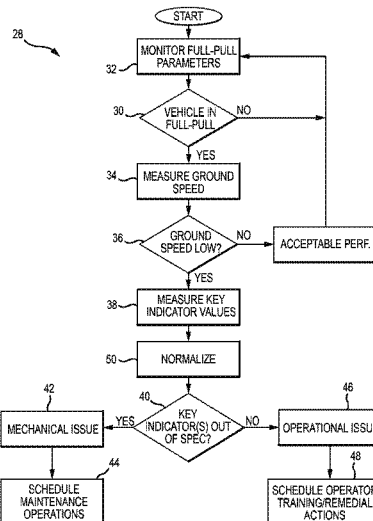 START
28
MONITOR FULL-PULL
PARAMETERS
32
30
VEHICLE IN
FULL-PULL
NO
YES
34
MEASURE GROUND
SPEED
36
GROUND
SPEED LOW?
NO
ACCEPTABLE PERF.
YES
38
MEASURE KEY
INDICATOR VALUES
50
NORMALIZE
42
40
46
MECHANICAL ISSUE
YES
KEY
INDICATOR(S) OUT
OF SPEC?
NO
OPERATIONAL ISSUE
44
48
SCHEDULE
MAINTENANCE
OPERATIONS
SCHEDULE OPERATOR
TRAINING/REMEDIAL
ACTIONS